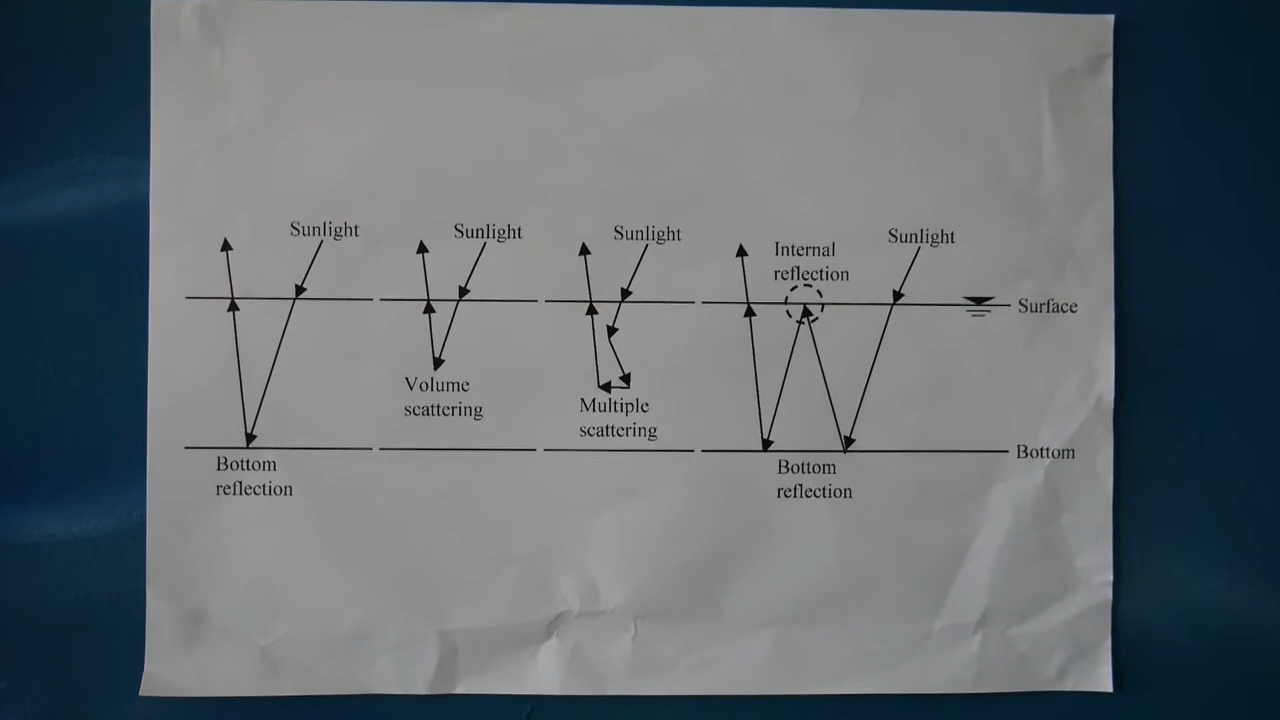 Sunlight
Bottom
reflection
Sunlight
Volume
scattering
Sunlight
Multiple
scattering
Internal
reflection
Sunlight
Surface
Bottom
reflection
Bottom